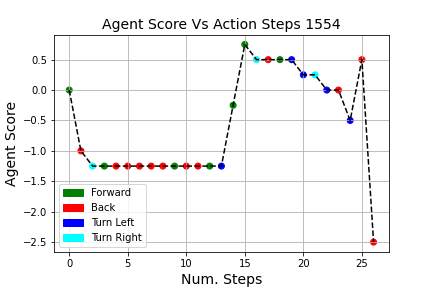 Agent Score Vs Action Steps 1554
Agent Score
0.5
0.0
−0.5
−1.0
−1.5
−2.0
−2.5
Forward
Back
Turn Left
Turn Right
0 5 10 15 20 25
Num. Steps